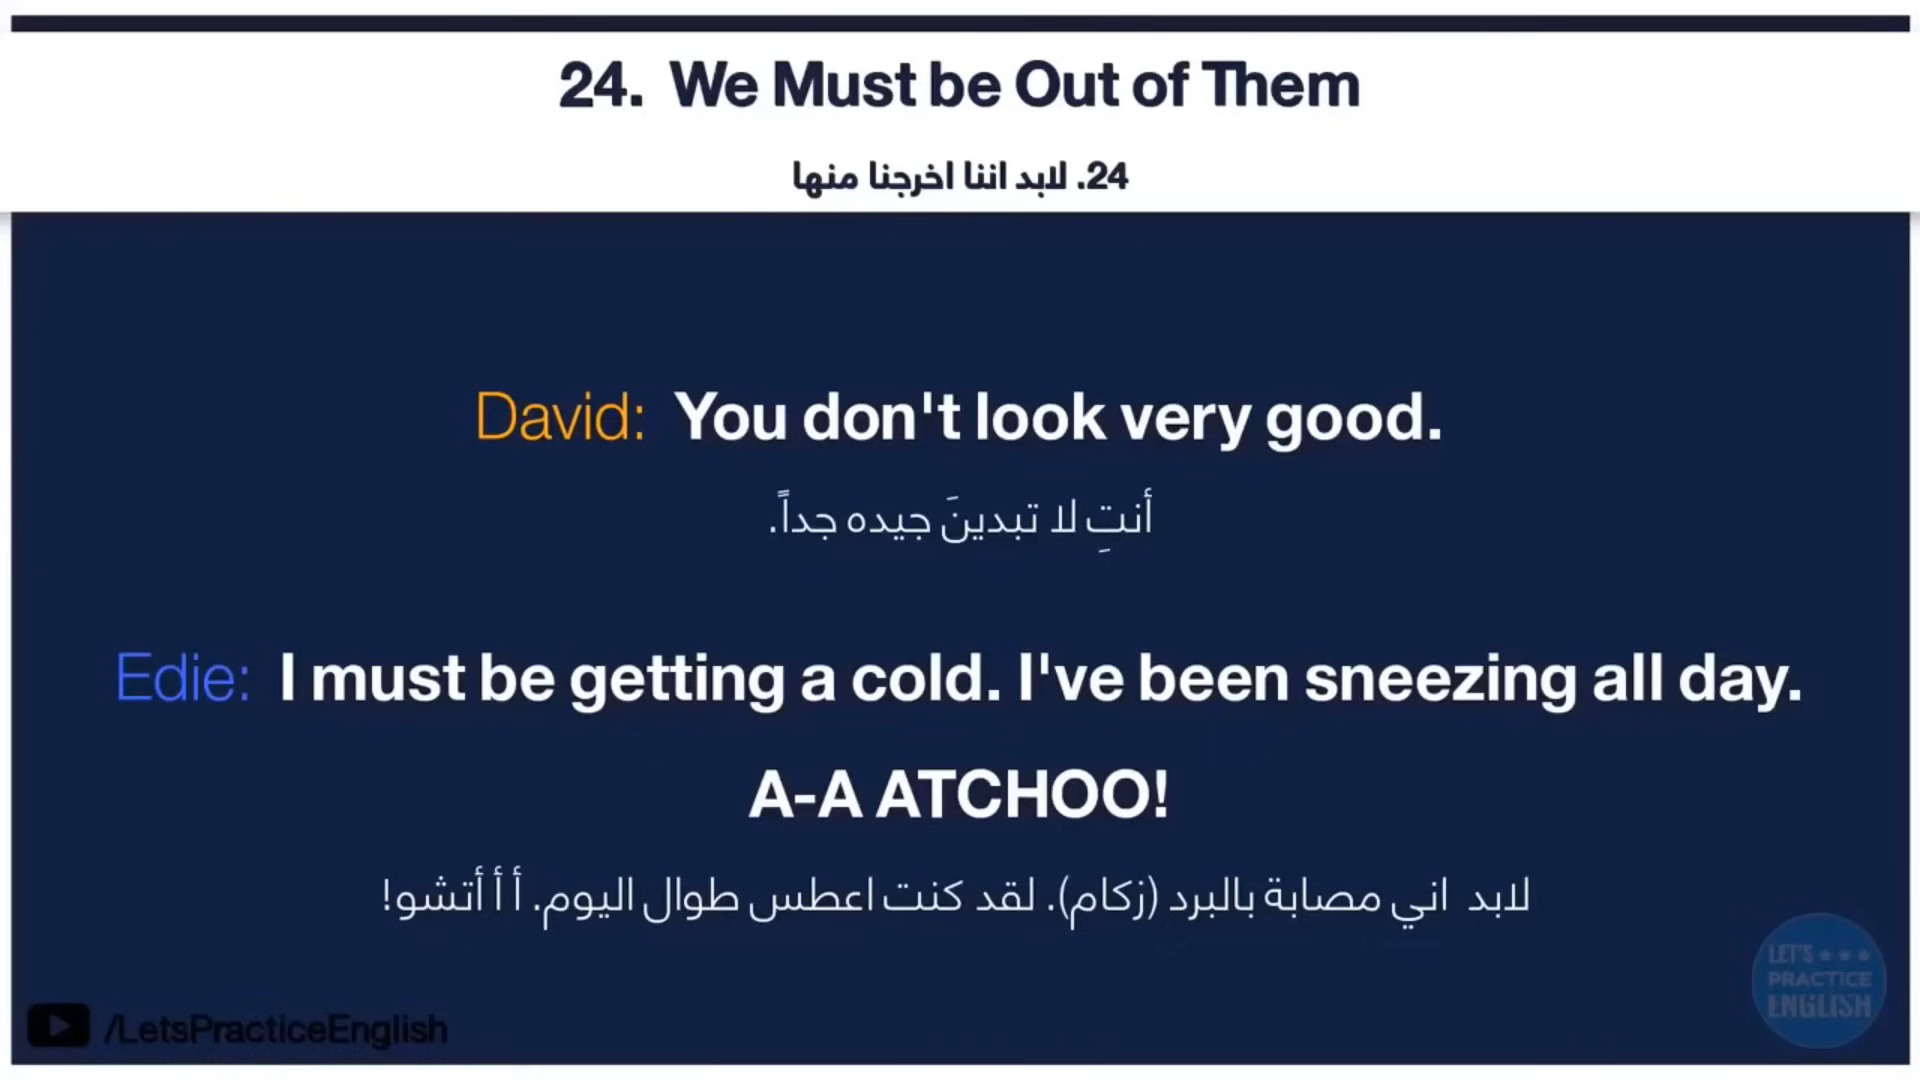 24. We Must be Out of Them
24. لابد اننا اخرجنا منها
David: You don't look very good.
أنتِ لا تبدينَ جيده جداً.
Edie: I must be getting a cold. I've been sneezing all day.
A-A ATCHOO!
لابد اني مصابة بالبرد (زكام). لقد كنت اعطس طوال اليوم. أ أ أتشو!
/LetsPracticeEnglish
LET'S
PRACTICE
ENGLISH